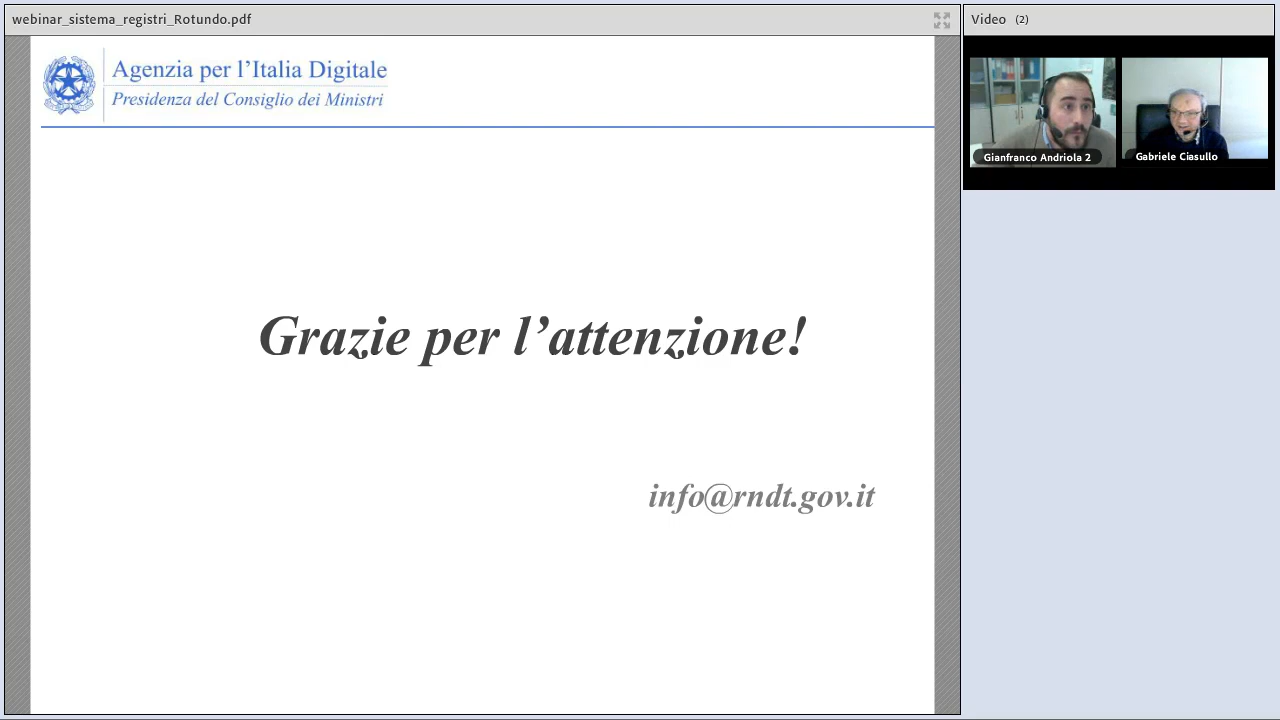 webinar_sistema_registri_Rotundo.pdf
Video (2)
Agenzia per l'Italia Digitale
Presidenza del Consiglio dei Ministri
Gianfranco Andriola 2
Gabriele Ciasullo
Grazie per l’attenzione!
info@rndt.gov.it